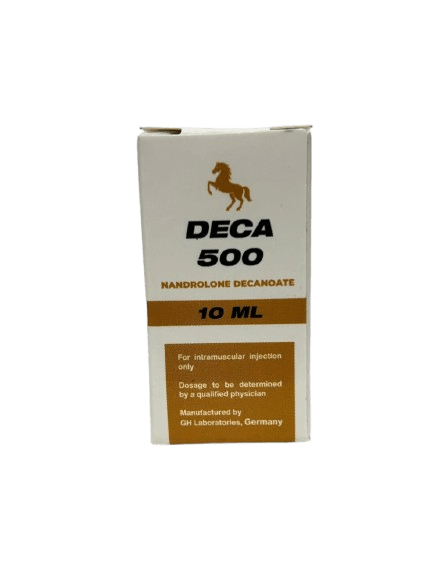 DECA
500
NANDROLONE DECANOATE
10 ML
For intramuscular injection
only
Dosage to be determined
by a qualified physician
Manufactured by
GH Laboratories, Germany